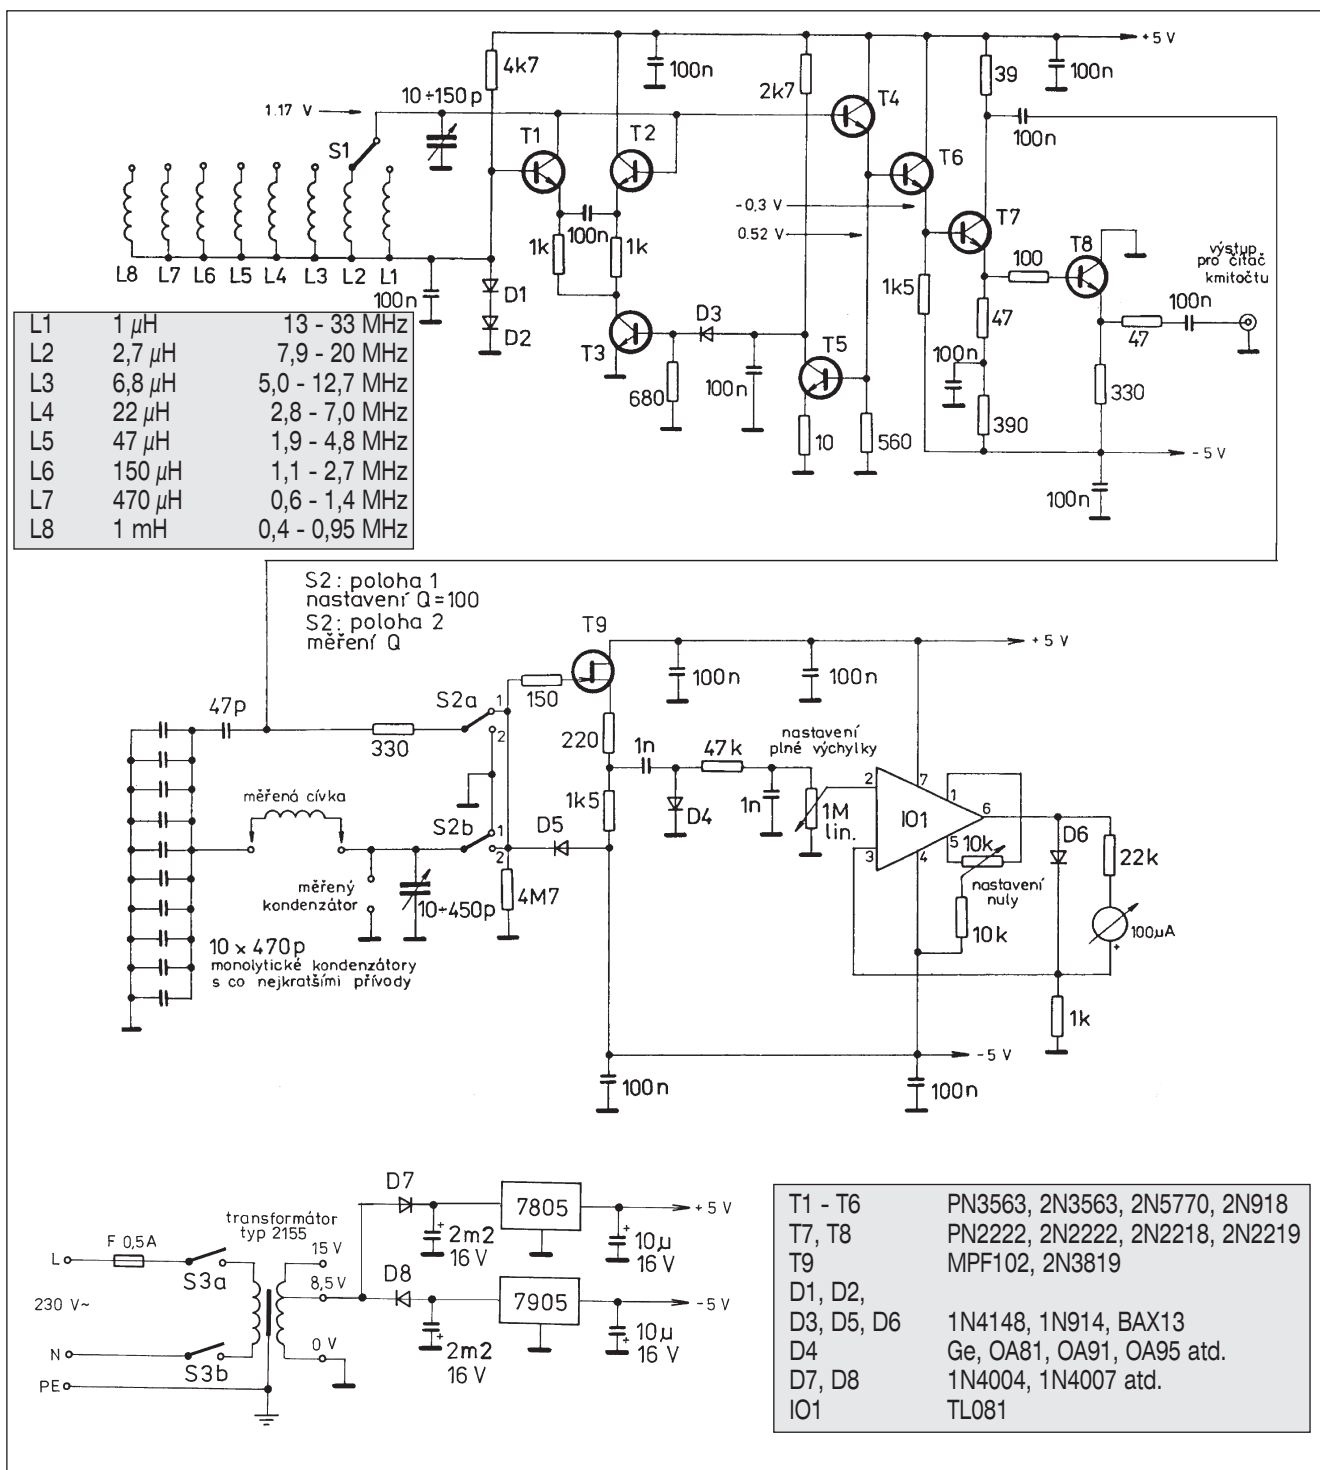 +5 V
4k7
100n
2k7
39
100n
1.17 V
10÷150p
T4
100n
S1
T1
T2
T6
-0,3 V
T7
0.52 V
100n
1k
1k
T8
výstup
pro čítač
kmitočtu
100
1k5
100n
L8 L7 L6 L5 L4 L3 L2 L1
100n
D1
D2
D3
T3
T5
47
47
100n
680
100n
10
560
390
330
-5 V
100n
L1 1 µH 13 - 33 MHz
L2 2,7 µH 7,9 - 20 MHz
L3 6,8 µH 5,0 - 12,7 MHz
L4 22 µH 2,8 - 7,0 MHz
L5 47 µH 1,9 - 4,8 MHz
L6 150 µH 1,1 - 2,7 MHz
L7 470 µH 0,6 - 1,4 MHz
L8 1 mH 0,4 - 0,95 MHz
S2: poloha 1
nastavení Q=100
S2: poloha 2
měření Q
T9
+5 V
100n
100n
47p
S2a
1
2
150
330
220
1n
47k
nastavení
plné výchylky
měřená cívka
1k5
D4
1n
1M
lin.
2
7
1
6
IO1
3
4
5
10k
D6
22k
S2b
1
2
D5
měřený
kondenzátor
10÷450p
4M7
nastavení
nuly
10k
100µA
+
10 × 470p
monolytické kondenzátory
s co nejkratšími přívody
1k
-5 V
100n
100n
D7
7805
+5 V
transformátor
typ 2155
+
2m2
16 V
+
10µ
16 V
15 V
F 0,5A
L
S3a
8,5 V
D8
7905
-5 V
230 V~
+
2m2
16 V
+
10µ
16 V
N
S3b
0 V
PE
T1 - T6 PN3563, 2N3563, 2N5770, 2N918
T7, T8 PN2222, 2N2222, 2N2218, 2N2219
T9 MPF102, 2N3819
D1, D2,
D3, D5, D6 1N4148, 1N914, BAX13
D4 Ge, OA81, OA91, OA95 atd.
D7, D8 1N4004, 1N4007 atd.
IO1 TL081